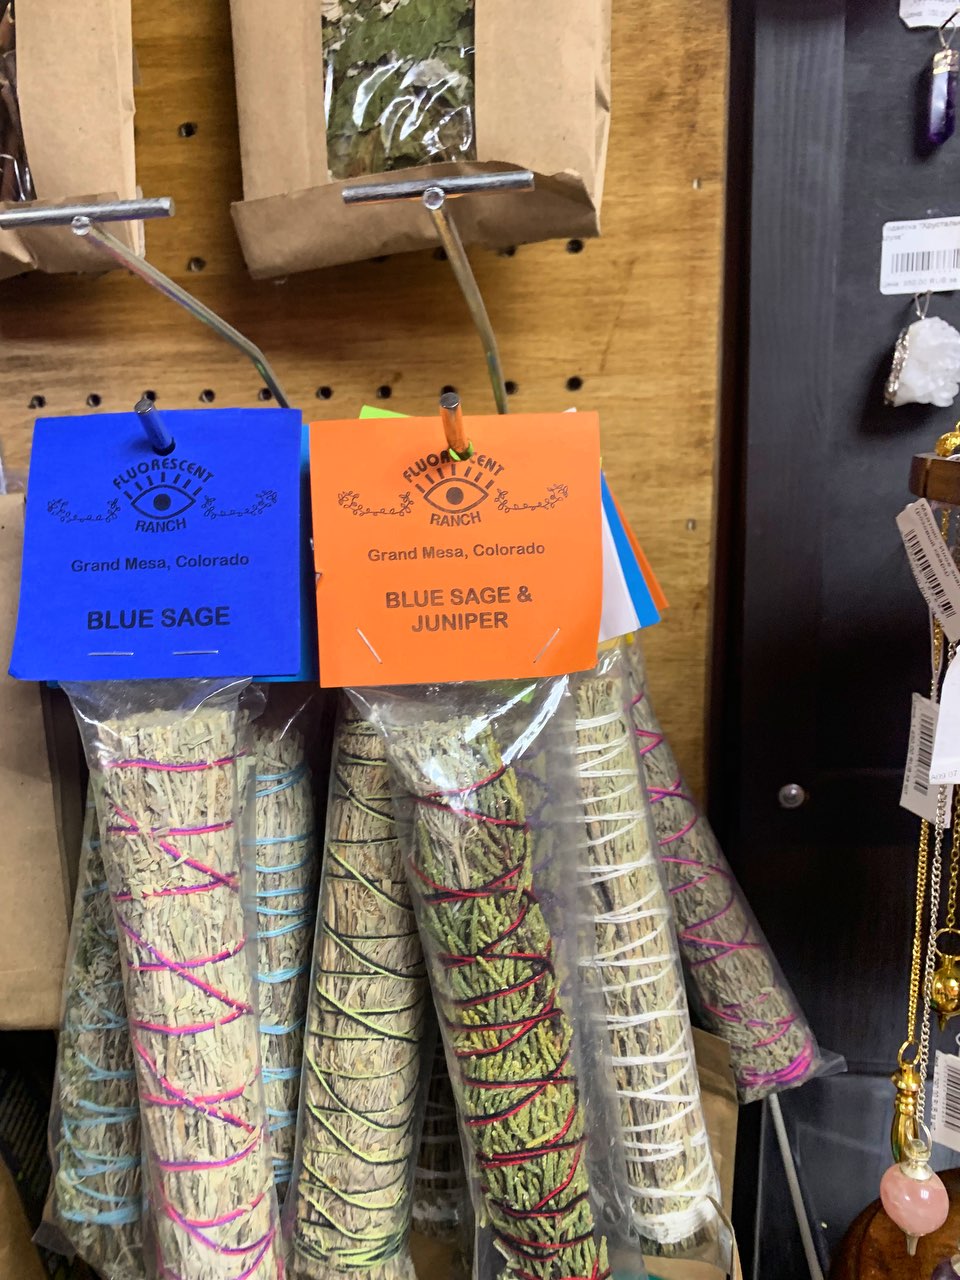 FLUORESCENT
RANCH
Grand Mesa, Colorado
BLUE SAGE
FLUORESCENT
RANCH
Grand Mesa, Colorado
BLUE SAGE &
JUNIPER